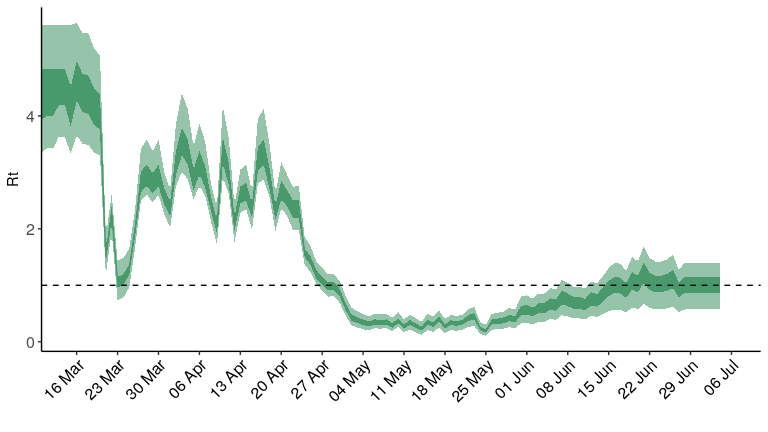 Rt
4
2
0
16 Mar
23 Mar
30 Mar
06 Apr
13 Apr
20 Apr
27 Apr
04 May
11 May
18 May
25 May
01 Jun
08 Jun
15 Jun
22 Jun
29 Jun
06 Jul